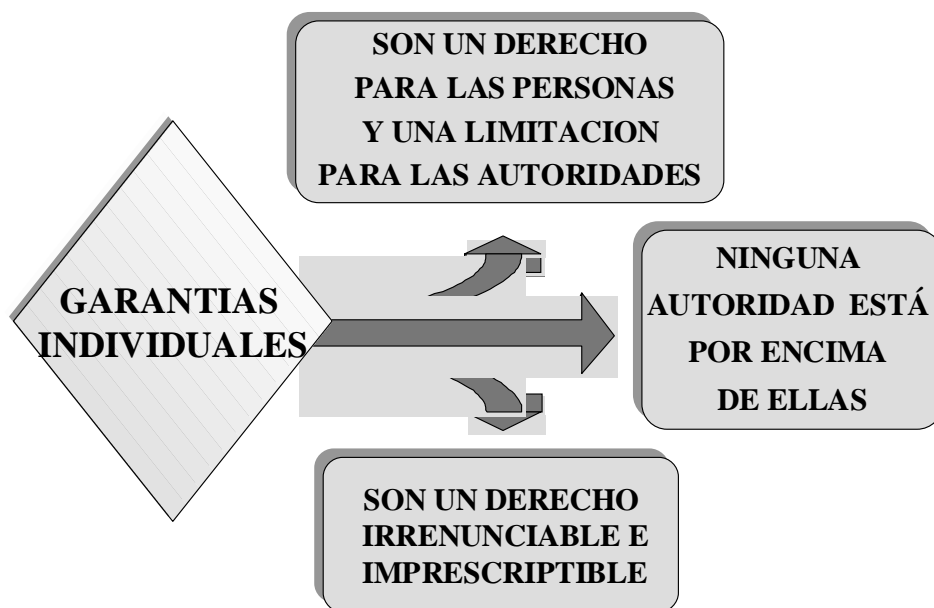 SON UN DERECHO
PARA LAS PERSONAS
Y UNA LIMITACION
PARA LAS AUTORIDADES
GARANTIAS
INDIVIDUALES
NINGUNA
AUTORIDAD ESTÁ
POR ENCIMA
DE ELLAS
SON UN DERECHO
IRRENUNCIABLE E
IMPRESCRIPTIBLE